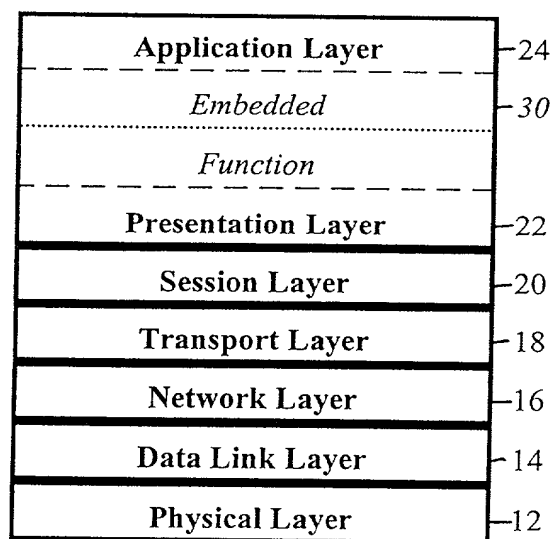 Application Layer 24
Embedded 30
Function
Presentation Layer 22
Session Layer 20
Transport Layer 18
Network Layer 16
Data Link Layer 14
Physical Layer 12